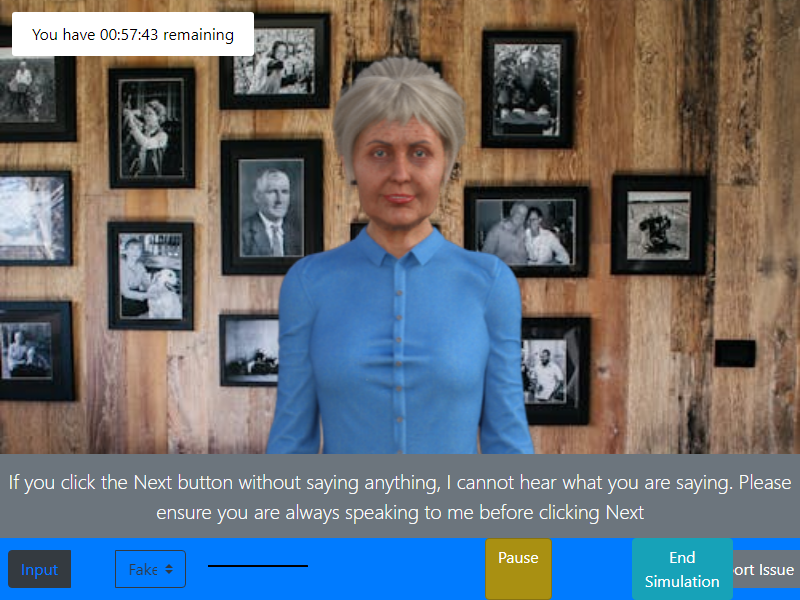 You have 00:57:43 remaining
If you click the Next button without saying anything, I cannot hear what you are saying. Please
ensure you are always speaking to me before clicking Next
Input
Fake
Pause
End
Simulation
ort Issue